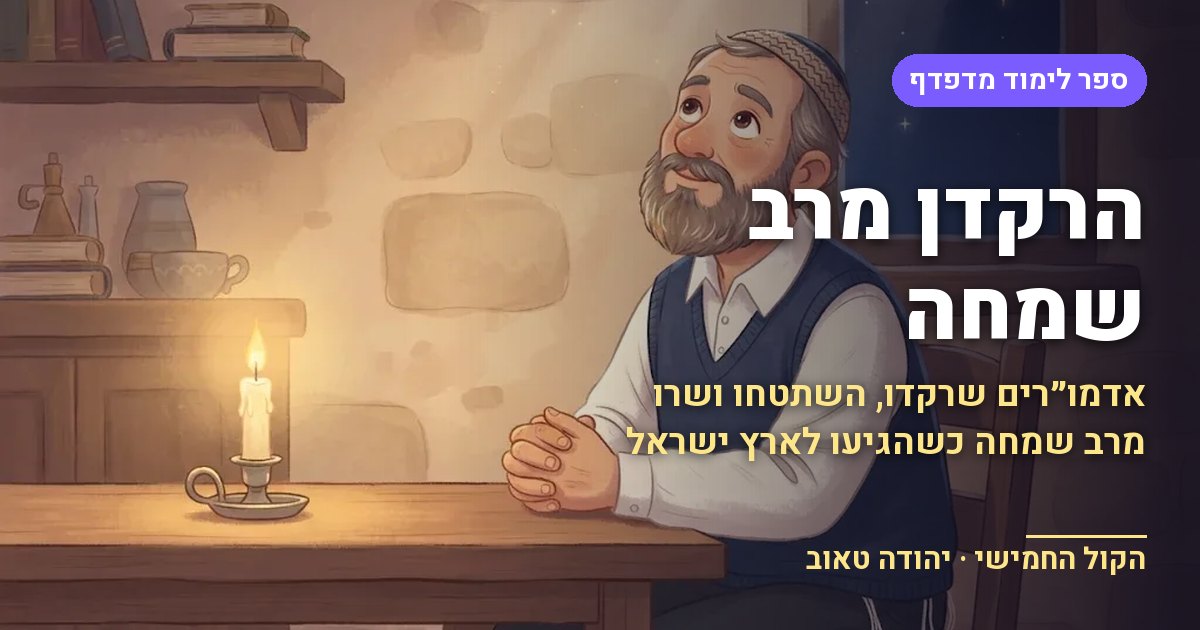 ספר לימוד מדפדף
הרקדן מרב
שמחה
אדמו״רים שרקדו, השתטחו ושרו
מרב שמחה כשהגיעו לארץ ישראל
הקול החמישי · יהודה טאוב